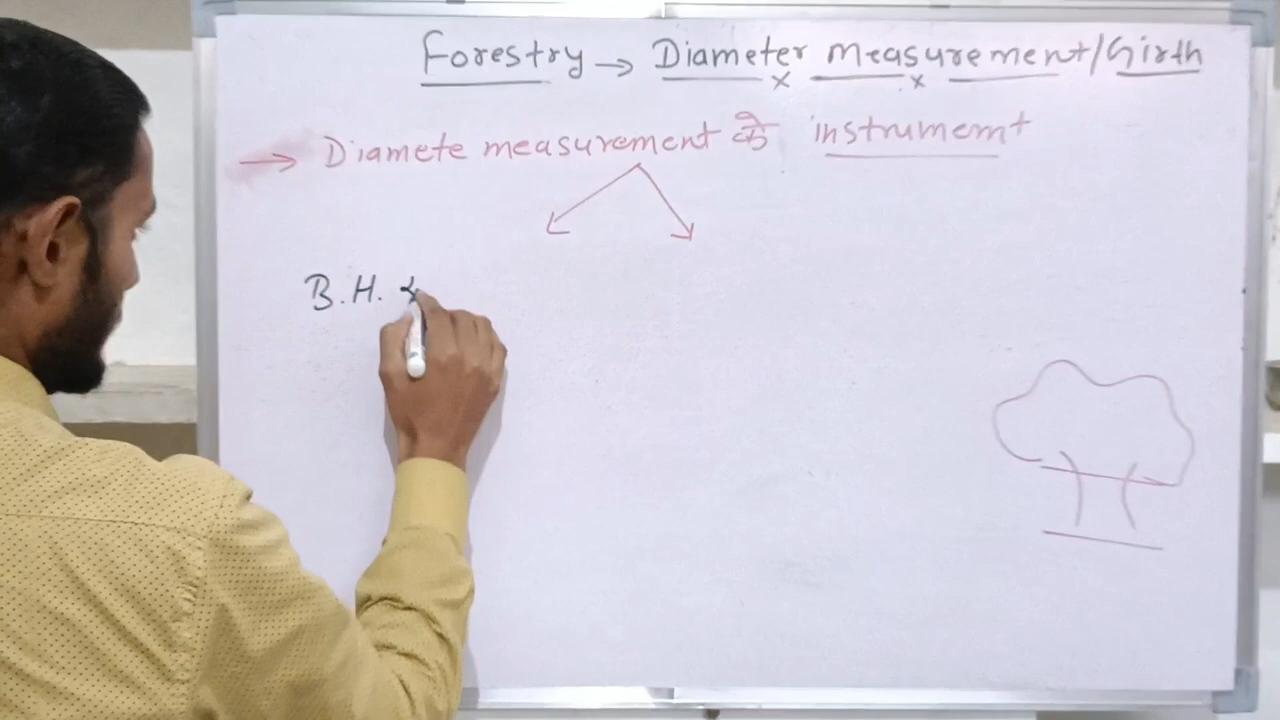 Forestry → Diameter measurement/Girth
→ Diamete measurement के instrument
B.H.